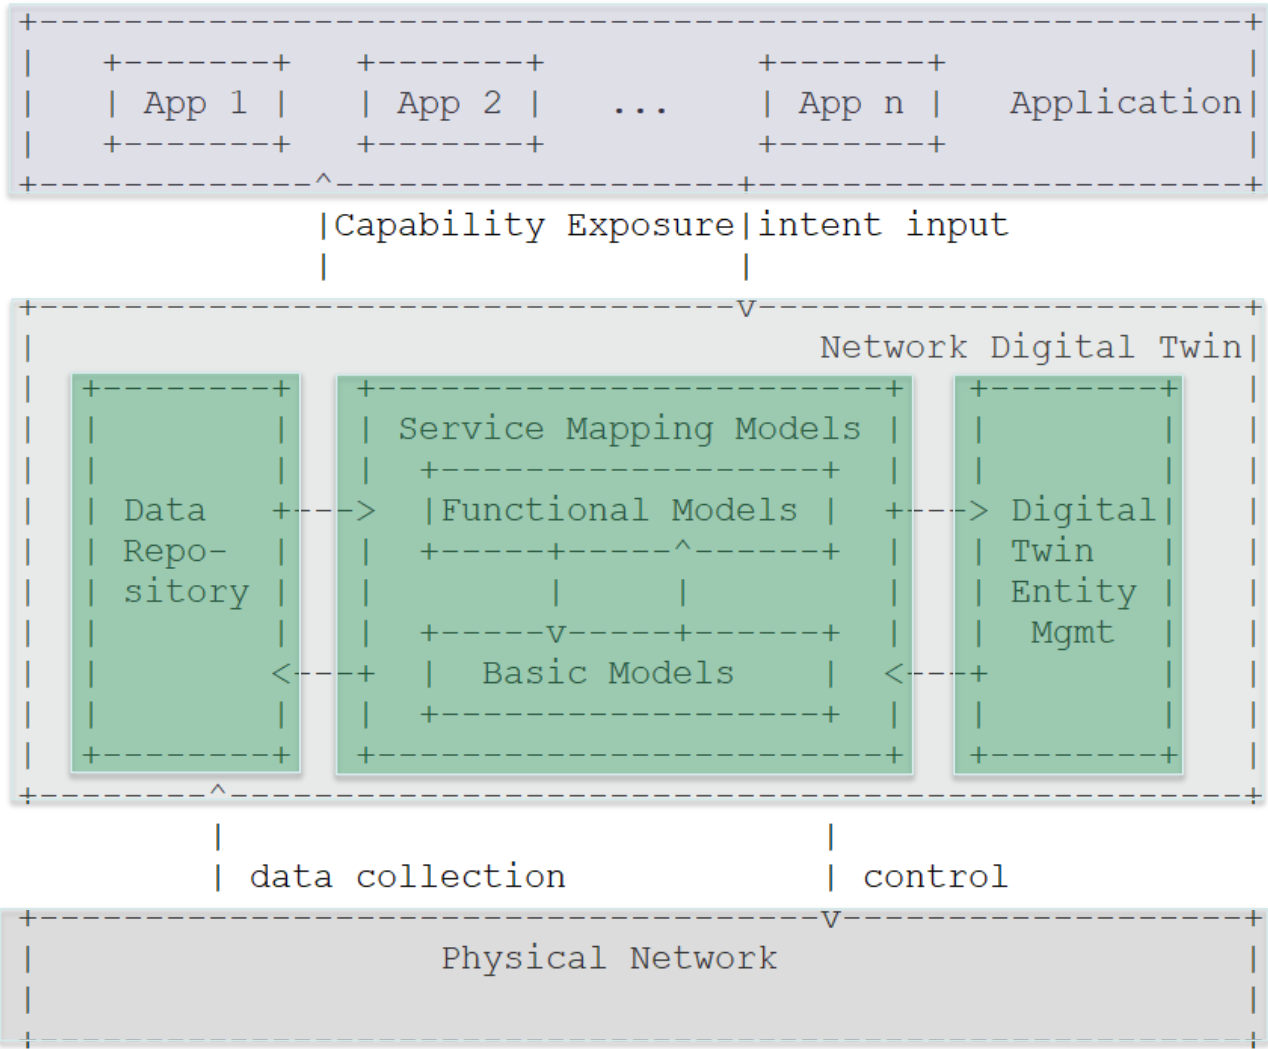 App 1 App 2 ... App n Application
Capability Exposure intent input
Network Digital Twin
Service Mapping Models
Data Functional Models Digital
Repo- Twin
sitory Entity
Mgmt
Basic Models
data collection control
Physical Network